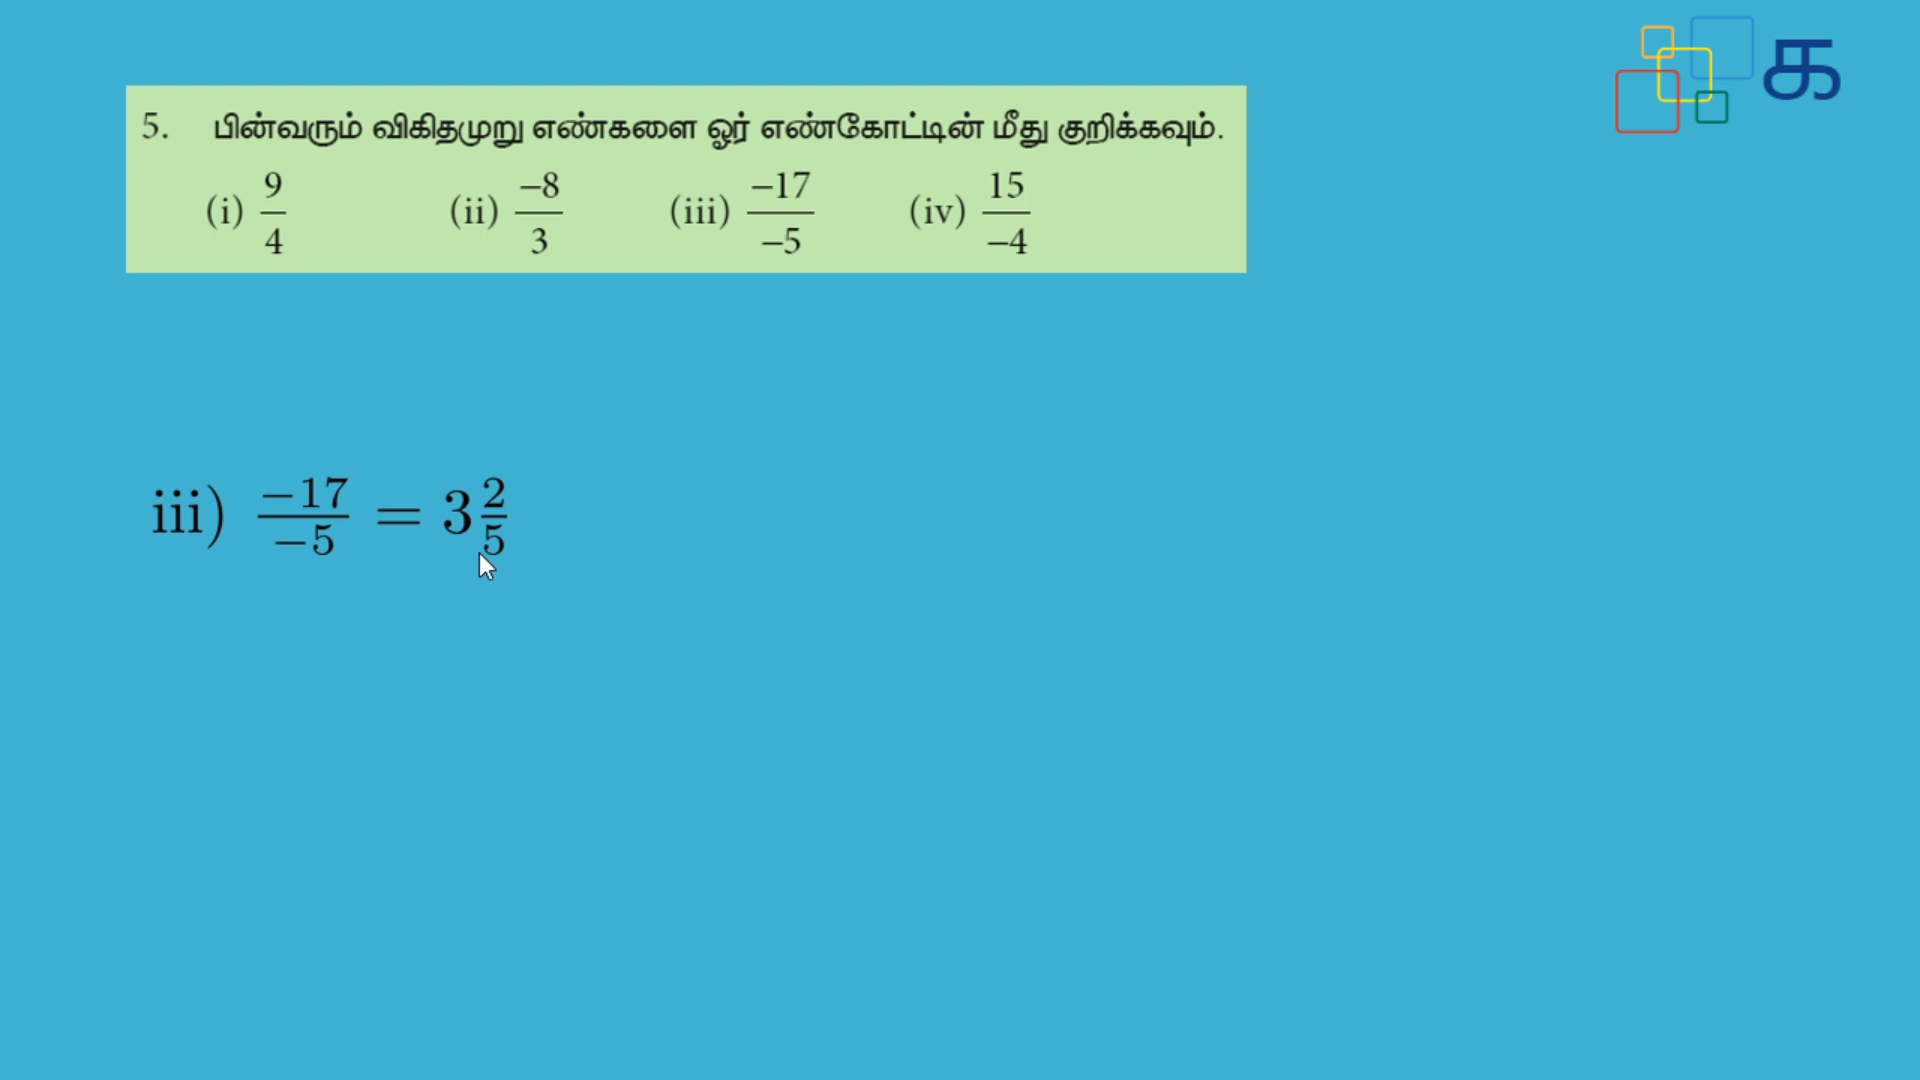 க
5. பின்வரும் விகிதமுறு எண்களை ஓர் எண்கோட்டின் மீது குறிக்கவும்.
(i) 9/4 (ii) –8/3 (iii) –17/–5 (iv) 15/–4
iii) −17/−5 = 3 2/5